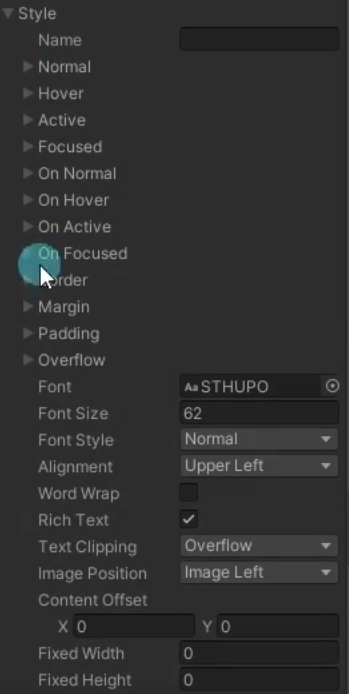 Style
Name
Normal
Hover
Active
Focused
On Normal
On Hover
On Active
On Focused
Border
Margin
Padding
Overflow
Font Aa STHUPO
Font Size 62
Font Style Normal
Alignment Upper Left
Word Wrap
Rich Text
Text Clipping Overflow
Image Position Image Left
Content Offset
X 0 Y 0
Fixed Width 0
Fixed Height 0